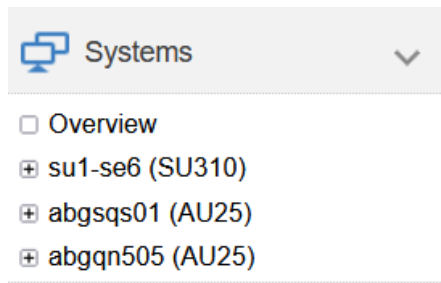 Systems
Overview
su1-se6 (SU310)
abgsqs01 (AU25)
abgqn505 (AU25)